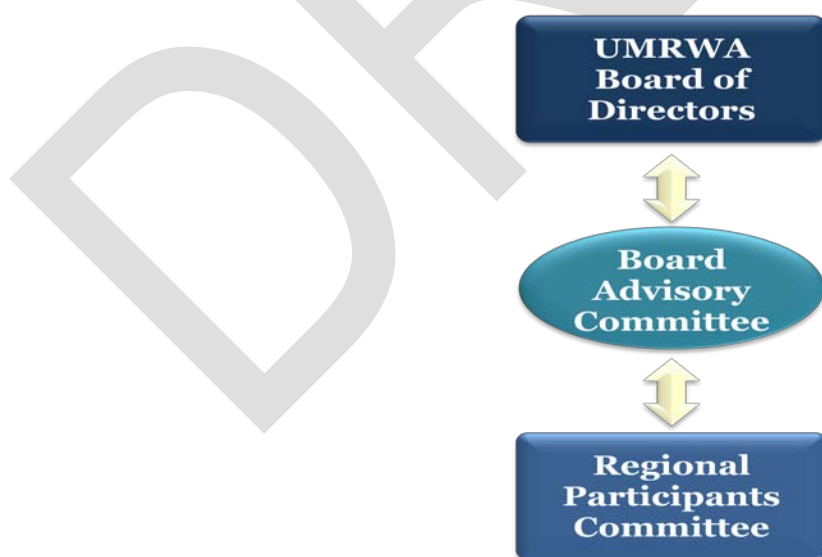 UMRWA
Board of
Directors
Board
Advisory
Committee
Regional
Participants
Committee